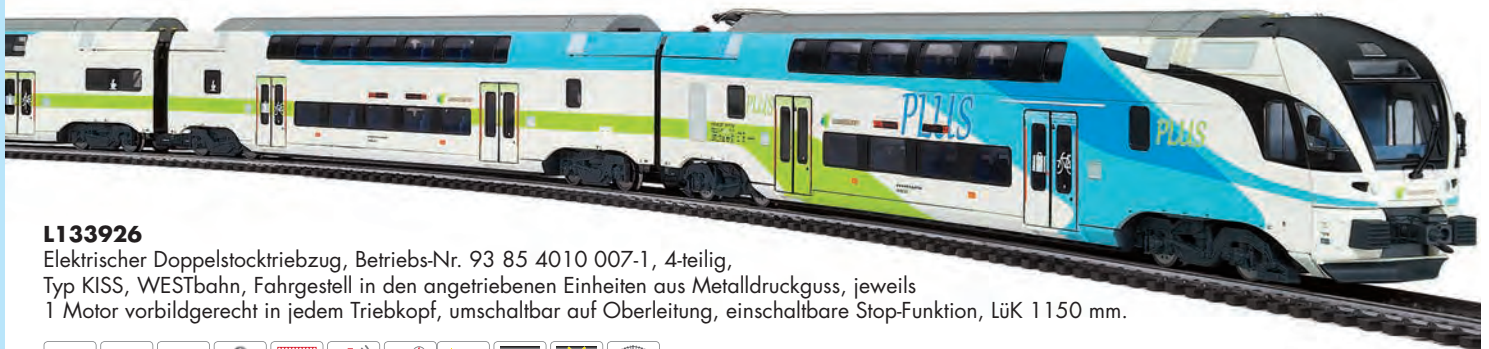 PLUS
PLUS
PLUS
L133926
Elektrischer Doppelstocktriebzug, Betriebs-Nr. 93 85 4010 007-1, 4-teilig,
Typ KISS, WESTbahn, Fahrgestell in den angetriebenen Einheiten aus Metalldruckguss, jeweils
1 Motor vorbildgerecht in jedem Triebkopf, umschaltbar auf Oberleitung, einschaltbare Stop-Funktion, LüK 1150 mm.